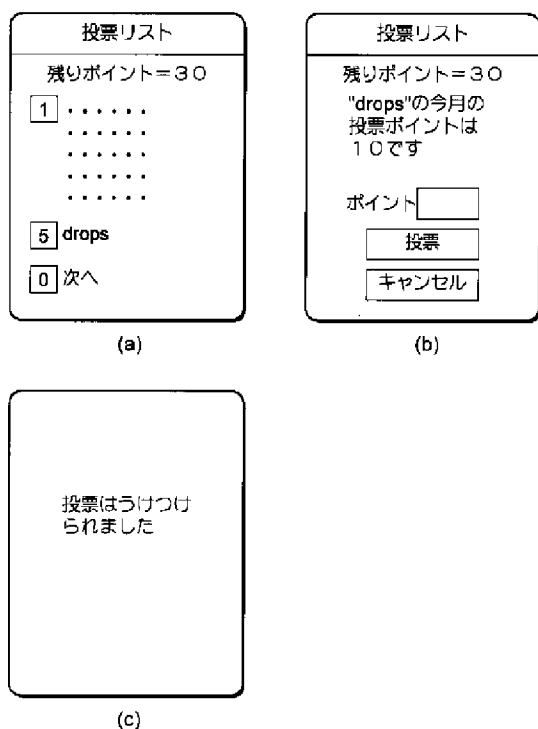 投票リスト
残りポイント=30
1 ・・・・・・
・・・・・・
・・・・・・
・・・・・・
・・・・・・
5 drops
0 次へ
(a)
投票リスト
残りポイント=30
"drops"の今月の
投票ポイントは
10です
ポイント
投票
キャンセル
(b)
投票はうけつけ
られました
(c)